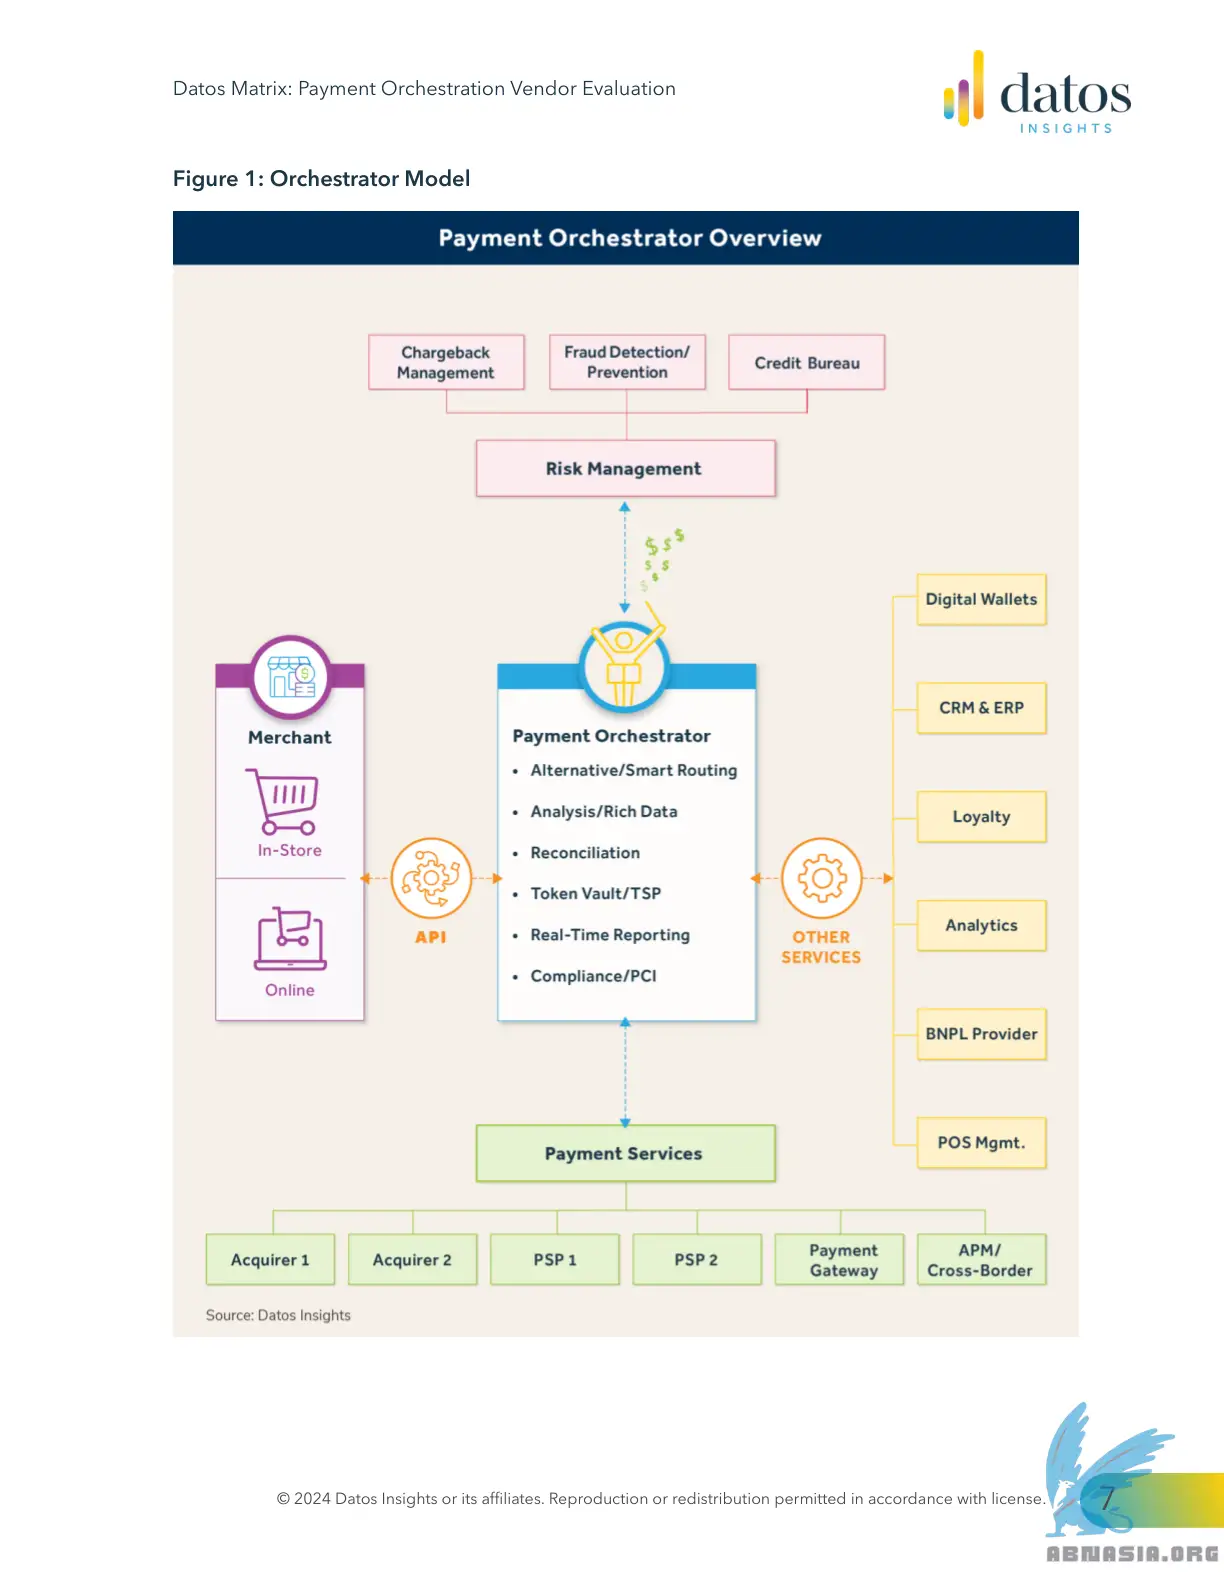 Datos Matrix: Payment Orchestration Vendor Evaluation
datos
INSIGHTS
Figure 1: Orchestrator Model
Payment Orchestrator Overview
Chargeback
Management
Fraud Detection/
Prevention
Credit Bureau
Risk Management
Digital Wallets
CRM & ERP
Loyalty
Analytics
BNPL Provider
POS Mgmt.
Merchant
In-Store
Online
API
Payment Orchestrator
• Alternative/Smart Routing
• Analysis/Rich Data
• Reconciliation
• Token Vault/TSP
• Real-Time Reporting
• Compliance/PCI
OTHER
SERVICES
Payment Services
Acquirer 1
Acquirer 2
PSP 1
PSP 2
Payment
Gateway
APM/
Cross-Border
Source: Datos Insights
© 2024 Datos Insights or its affiliates. Reproduction or redistribution permitted in accordance with license.
7
ABNASIA.ORG